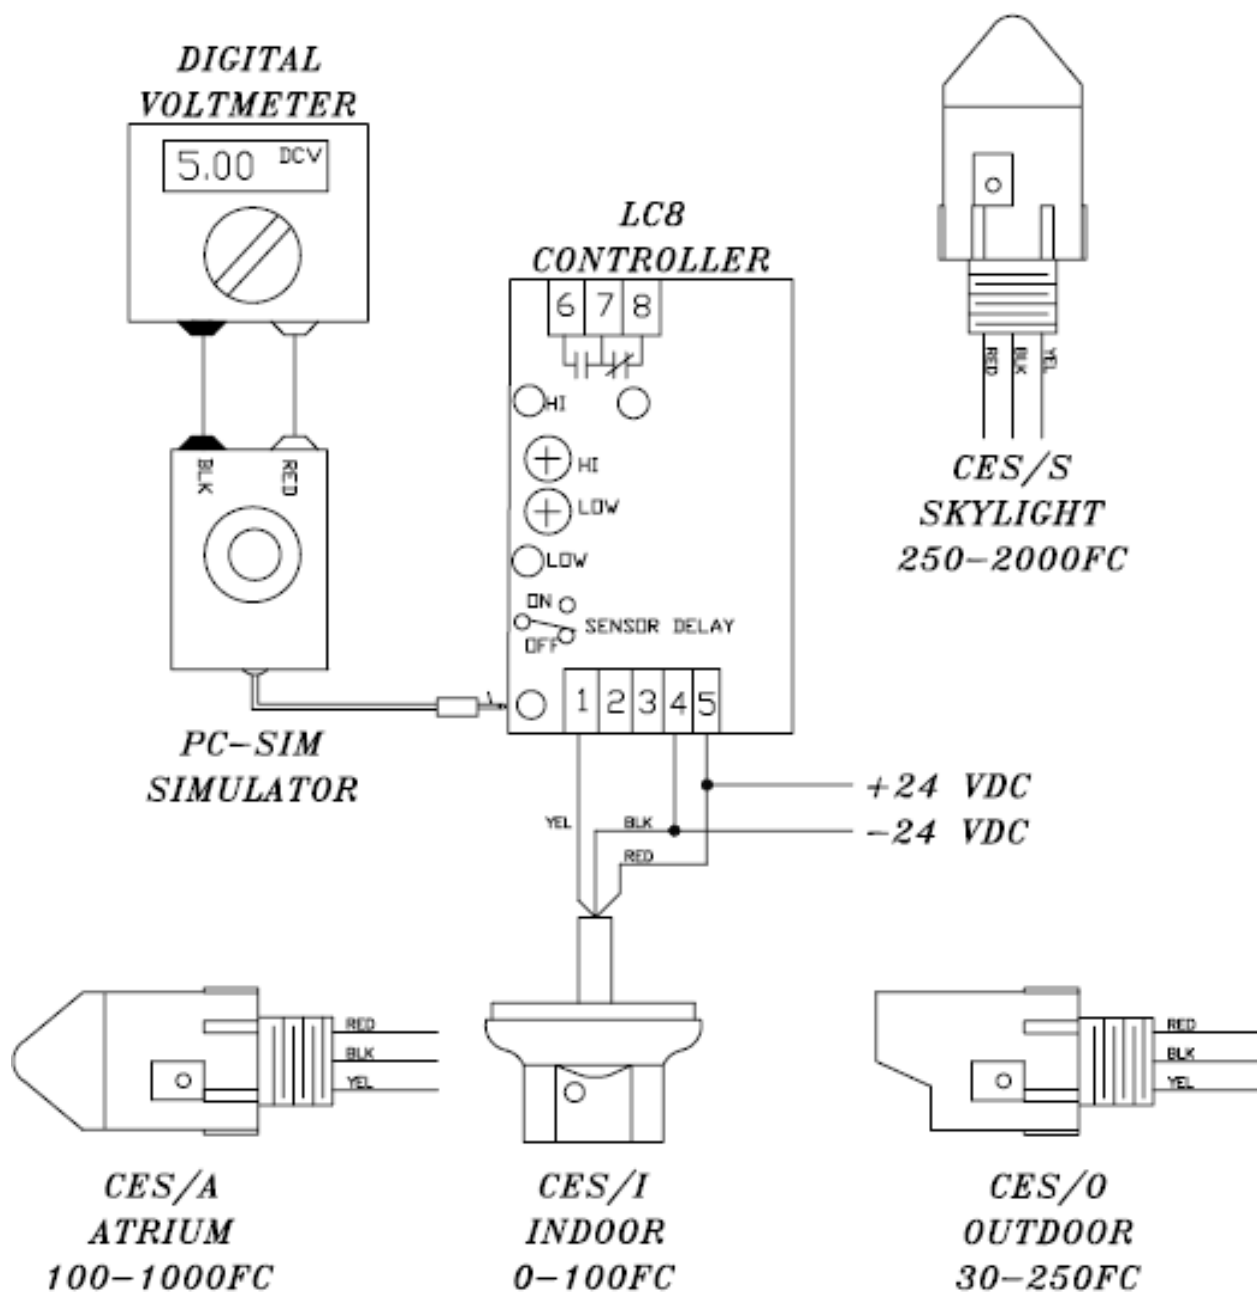 DIGITAL
VOLTMETER
5.00 DCV
BLK RED
PC-SIM
SIMULATOR
LC8
CONTROLLER
6 7 8
HI
HI
LOW
LOW
ON
SENSOR DELAY
OFF
1 2 3 4 5
+24 VDC
-24 VDC
YEL BLK
RED
RED BLK YEL
CES/S
SKYLIGHT
250-2000FC
RED
BLK
YEL
CES/A
ATRIUM
100-1000FC
CES/I
INDOOR
0-100FC
RED
BLK
YEL
CES/O
OUTDOOR
30-250FC